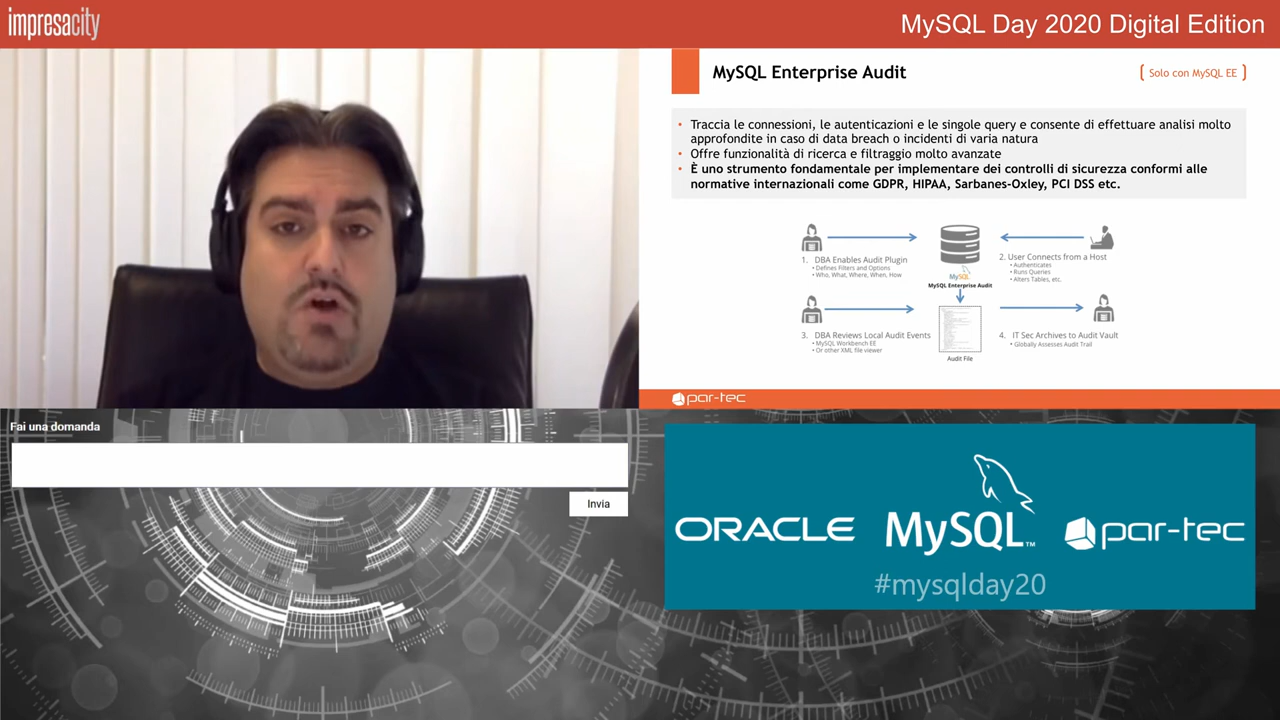 impresacity
MySQL Day 2020 Digital Edition
MySQL Enterprise Audit
[ Solo con MySQL EE ]
• Traccia le connessioni, le autenticazioni e le singole query e consente di effettuare analisi molto
approfondite in caso di data breach o incidenti di varia natura
• Offre funzionalità di ricerca e filtraggio molto avanzate
• È uno strumento fondamentale per implementare dei controlli di sicurezza conformi alle
normative internazionali come GDPR, HIPAA, Sarbanes-Oxley, PCI DSS etc.
1. DBA Enables Audit Plugin
• Defines Filters and Options
• Who, What, Where, When, How
MySQL
MySQL Enterprise Audit
2. User Connects from a Host
• Authenticates
• Runs Queries
• Alters Tables, etc.
3. DBA Reviews Local Audit Events
• MySQL Workbench EE
• Or other XML file viewer
Audit File
4. IT Sec Archives to Audit Vault
• Globally Assesses Audit Trail
par-tec
Fai una domanda
Invia
ORACLE
MySQL™
par-tec
#mysqlday20